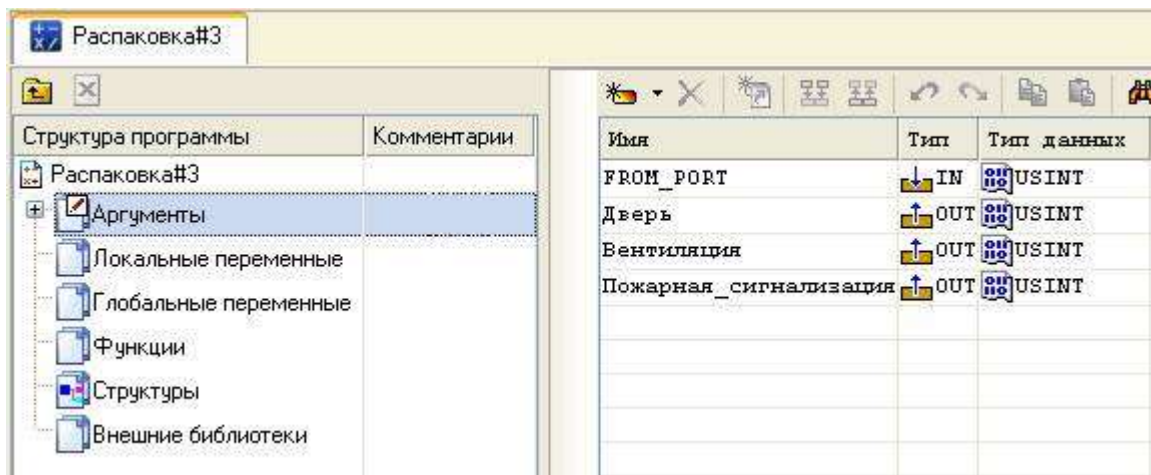 Распаковка#3
Структура программы Комментарии
Распаковка#3
Аргументы
Локальные переменные
Глобальные переменные
Функции
Структуры
Внешние библиотеки
Имя Тип Тип данных
FROM_PORT IN USINT
Дверь OUT USINT
Вентиляция OUT USINT
Пожарная_сигнализация OUT USINT